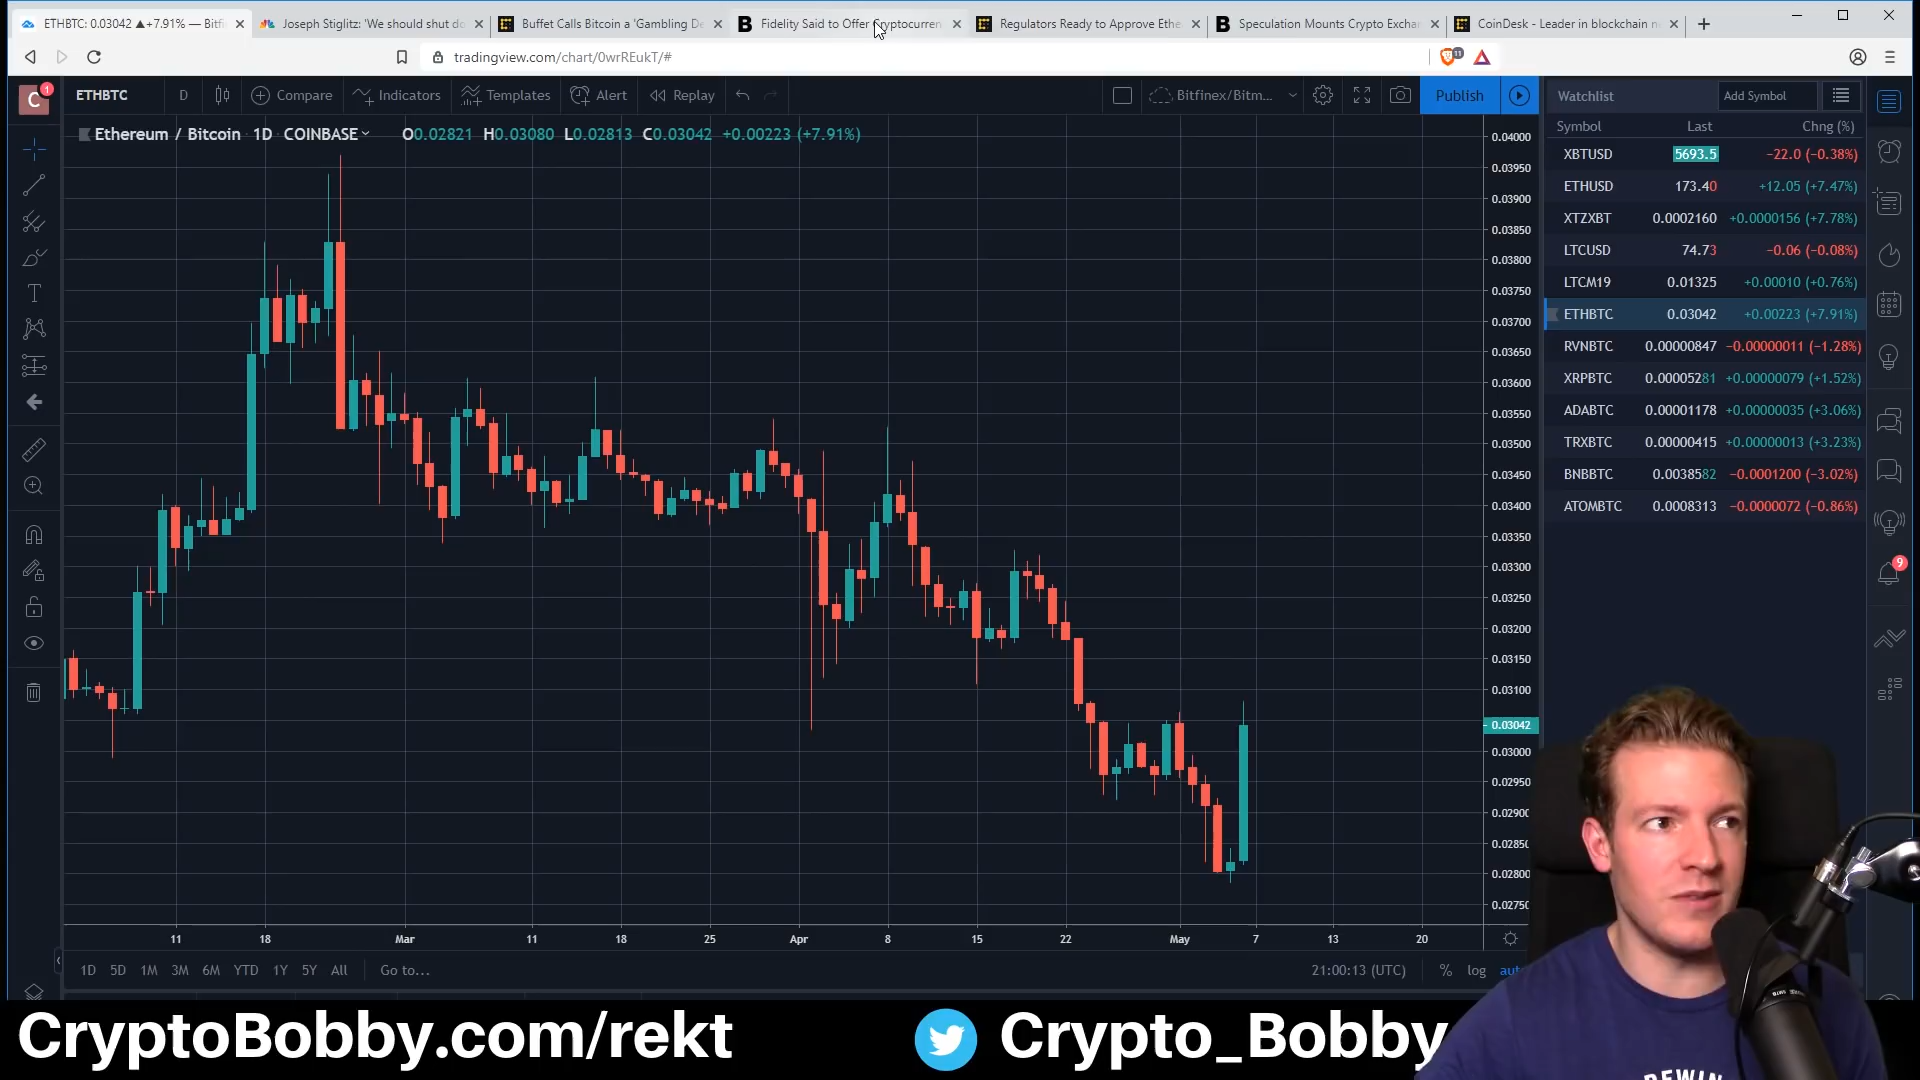 ETHBTC: 0.03042 ▲+7.91% — Bitfi
Joseph Stiglitz: 'We should shut do
Buffet Calls Bitcoin a 'Gambling De
Fidelity Said to Offer Cryptocurren
Regulators Ready to Approve Ethe
Speculation Mounts Crypto Exchan
CoinDesk - Leader in blockchain n
tradingview.com/chart/0wrREukT/#
11
C
1
ETHBTC
D
Compare
Indicators
Templates
Alert
Replay
Bitfinex/Bitm...
Publish
Watchlist
Add Symbol
Ethereum / Bitcoin 1D COINBASE O0.02821 H0.03080 L0.02813 C0.03042 +0.00223 (+7.91%)
Symbol Last Chng (%)
XBTUSD 5693.5 −22.0 (−0.38%)
ETHUSD 173.40 +12.05 (+7.47%)
XTZXBT 0.0002160 +0.0000156 (+7.78%)
LTCUSD 74.73 −0.06 (−0.08%)
LTCM19 0.01325 +0.00010 (+0.76%)
ETHBTC 0.03042 +0.00223 (+7.91%)
RVNBTC 0.00000847 −0.00000011 (−1.28%)
XRPBTC 0.00005281 +0.00000079 (+1.52%)
ADABTC 0.00001178 +0.00000035 (+3.06%)
TRXBTC 0.00000415 +0.00000013 (+3.23%)
BNBBTC 0.0038582 −0.0001200 (−3.02%)
ATOMBTC 0.0008313 −0.0000072 (−0.86%)
9
0.04000
0.03950
0.03900
0.03850
0.03800
0.03750
0.03700
0.03650
0.03600
0.03550
0.03500
0.03450
0.03400
0.03350
0.03300
0.03250
0.03200
0.03150
0.03100
0.03042
0.03000
0.02950
0.02900
0.02850
0.02800
0.02750
11 18 Mar 11 18 25 Apr 8 15 22 May 7 13 20
1D 5D 1M 3M 6M YTD 1Y 5Y All Go to... 21:00:13 (UTC) % log auto
CryptoBobby.com/rekt
Crypto_Bobby